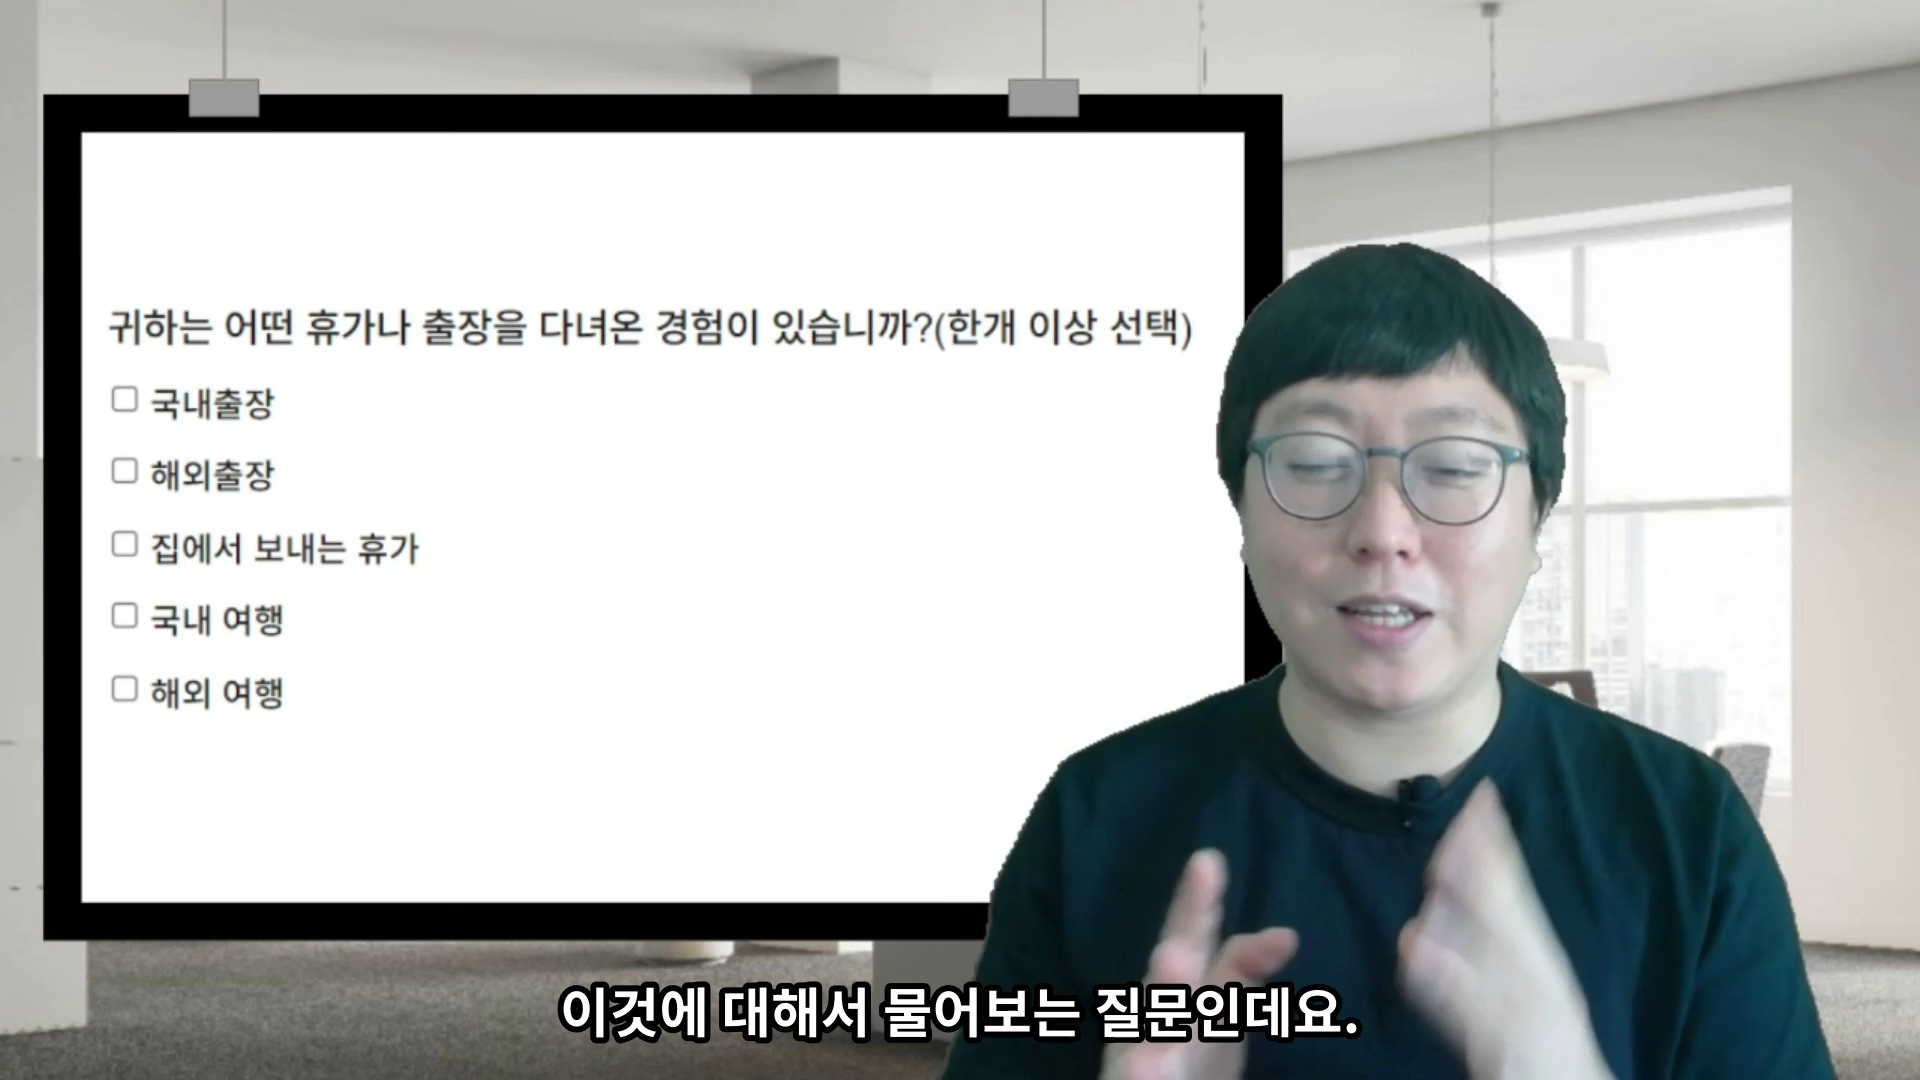 귀하는 어떤 휴가나 출장을 다녀온 경험이 있습니까?(한개 이상 선택)
국내출장
해외출장
집에서 보내는 휴가
국내 여행
해외 여행
이것에 대해서 물어보는 질문인데요.